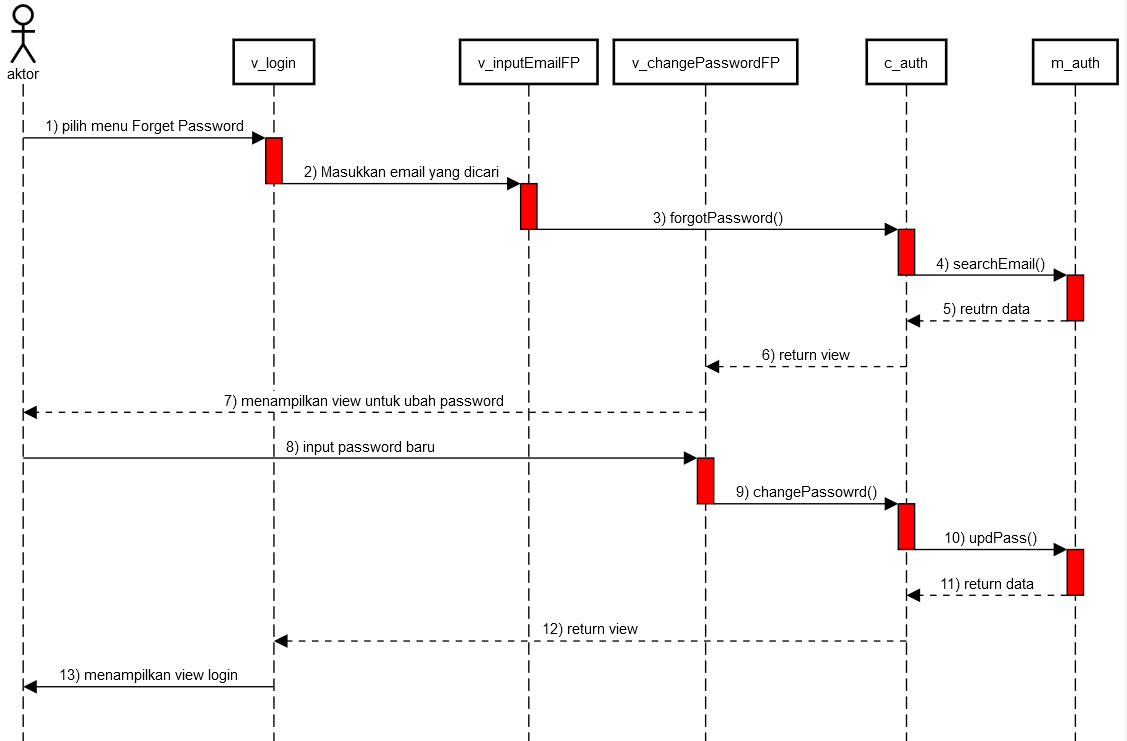 aktor
v_login
v_inputEmailFP
v_changePasswordFP
c_auth
m_auth
1) pilih menu Forget Password
2) Masukkan email yang dicari
3) forgotPassword()
4) searchEmail()
5) reutrn data
6) return view
7) menampilkan view untuk ubah password
8) input password baru
9) changePassowrd()
10) updPass()
11) return data
12) return view
13) menampilkan view login